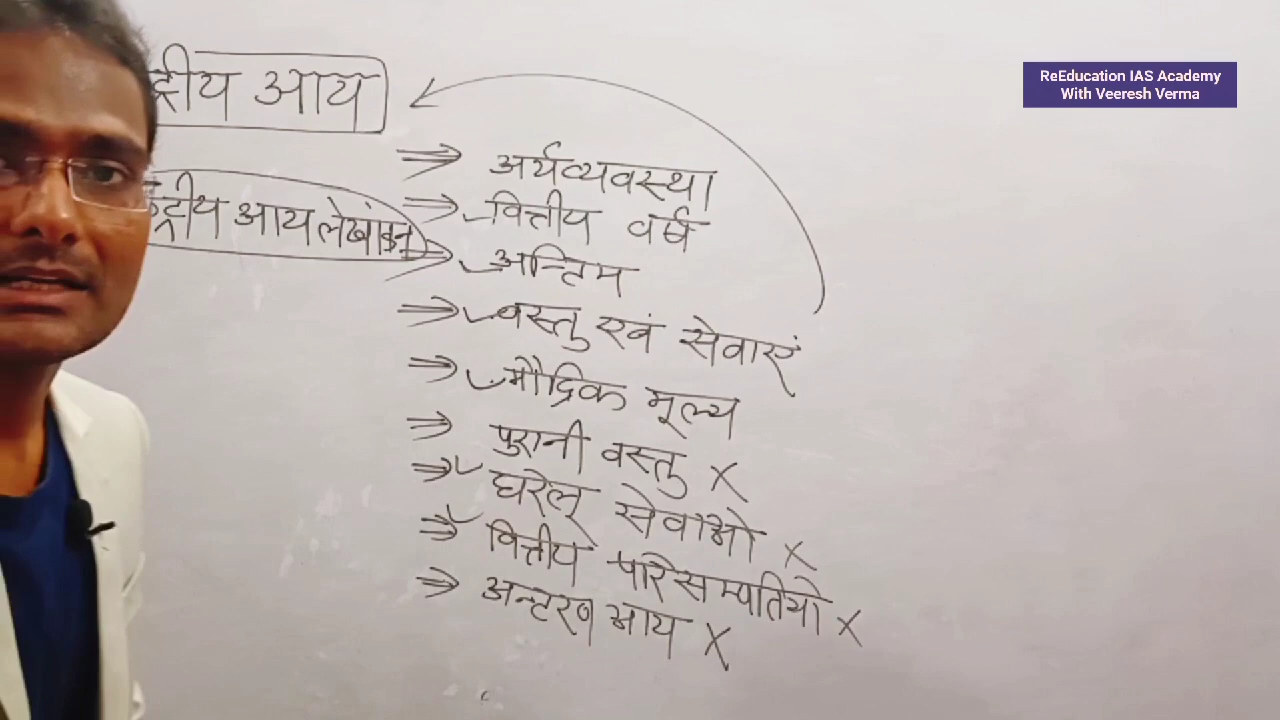 ReEducation IAS Academy
With Veeresh Verma
आय
आय लेखांकन
⇒ अर्थव्यवस्था
⇒ वित्तीय वर्ष
⇒ अन्तिम
⇒ वस्तु एवं सेवाएं
⇒ मौद्रिक मूल्य
⇒ पुरानी वस्तु X
⇒ घरेलू सेवाओ X
⇒ वित्तीय परिसम्पतियो X
⇒ अन्टरण आय X